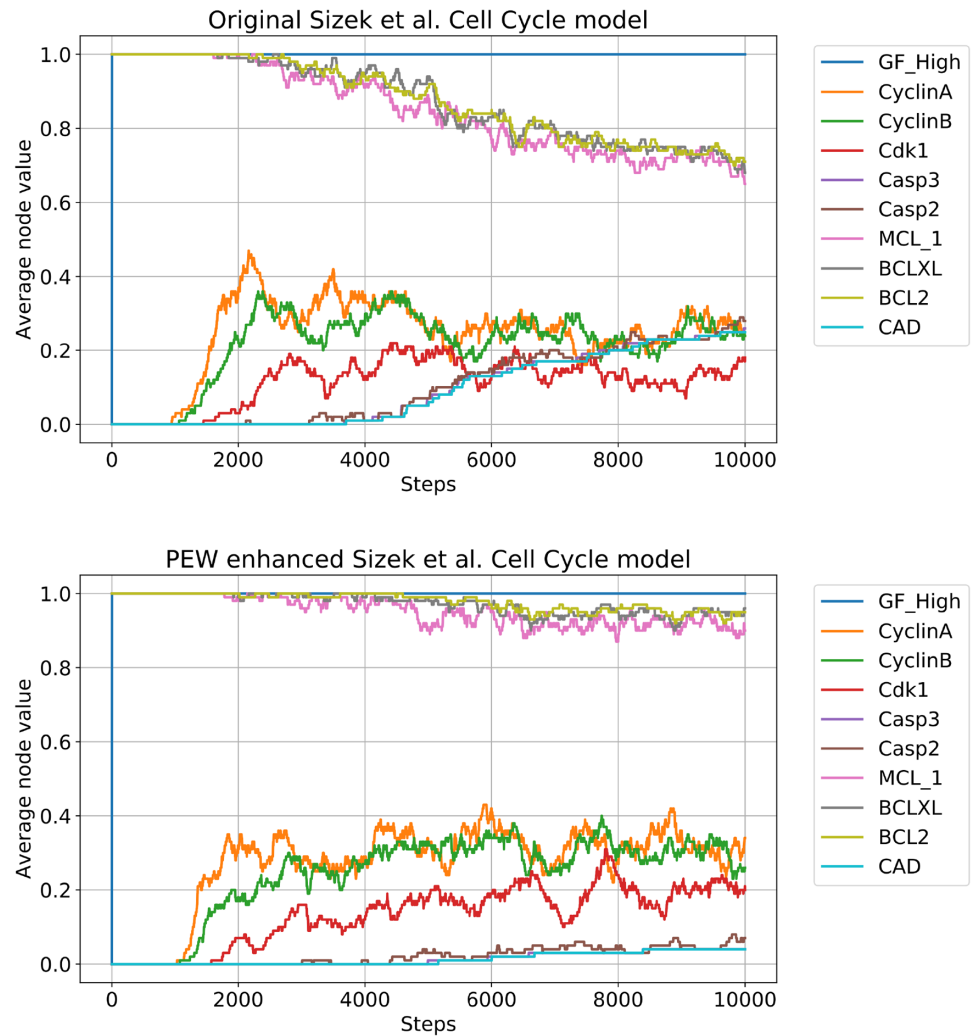 Original Sizek et al. Cell Cycle model
Average node value
1.0
0.8
0.6
0.4
0.2
0.0
0
2000
4000
6000
8000
10000
Steps
GF_High
CyclinA
CyclinB
Cdk1
Casp3
Casp2
MCL_1
BCLXL
BCL2
CAD
PEW enhanced Sizek et al. Cell Cycle model
Average node value
1.0
0.8
0.6
0.4
0.2
0.0
0
2000
4000
6000
8000
10000
Steps
GF_High
CyclinA
CyclinB
Cdk1
Casp3
Casp2
MCL_1
BCLXL
BCL2
CAD